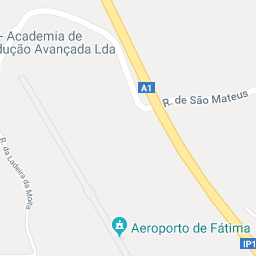 - Academia de
dução Avançada Lda
A1
R. de São Mateus
R. da Ladeira da Moita
Aeroporto de Fátima
IP1